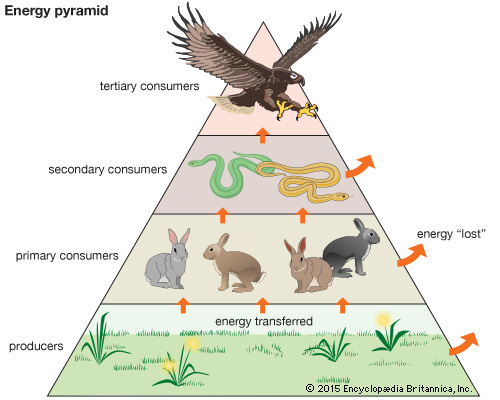 Energy pyramid
tertiary consumers
secondary consumers
energy “lost”
primary consumers
energy transferred
producers
© 2015 Encyclopædia Britannica, Inc.